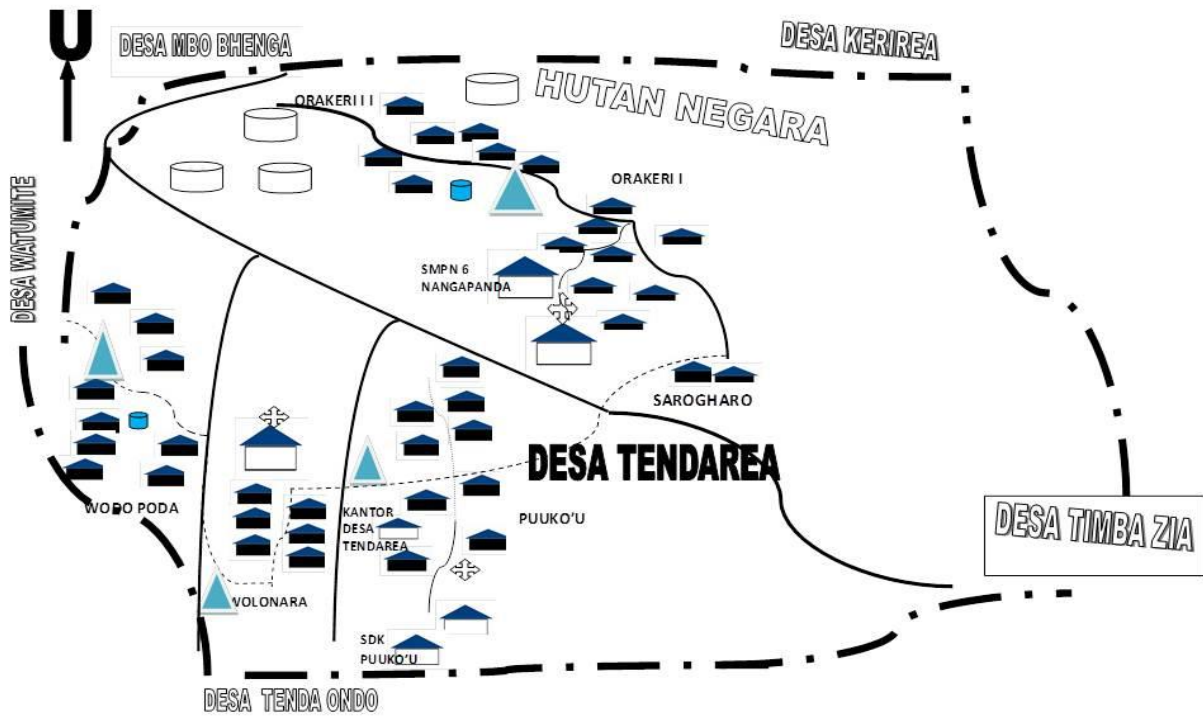 U
DESA MBO BHENGA
DESA KERIREA
HUTAN NEGARA
ORAKERI I I
ORAKERI I
DESA WATUMITE
SMPN 6
NANGAPANDA
SAROGHARO
DESA TENDAREA
WODO PODA
KANTOR
DESA
TENDAREA
PUUKO'U
DESA TIMBA ZIA
WOLONARA
SDK
PUUKO'U
DESA TENDA ONDO